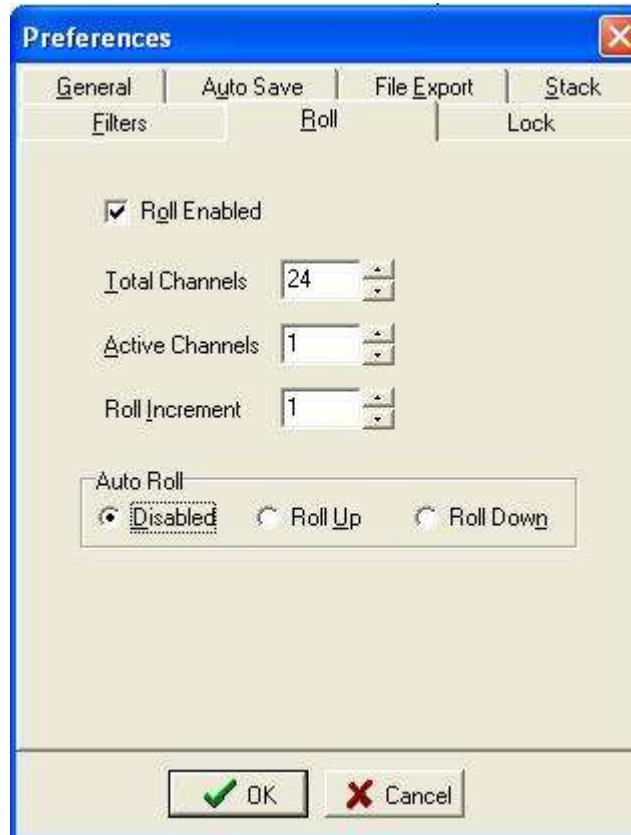 Preferences
General Auto Save File Export Stack
Filters Roll Lock
Roll Enabled
Total Channels 24
Active Channels 1
Roll Increment 1
Auto Roll
Disabled Roll Up Roll Down
OK Cancel